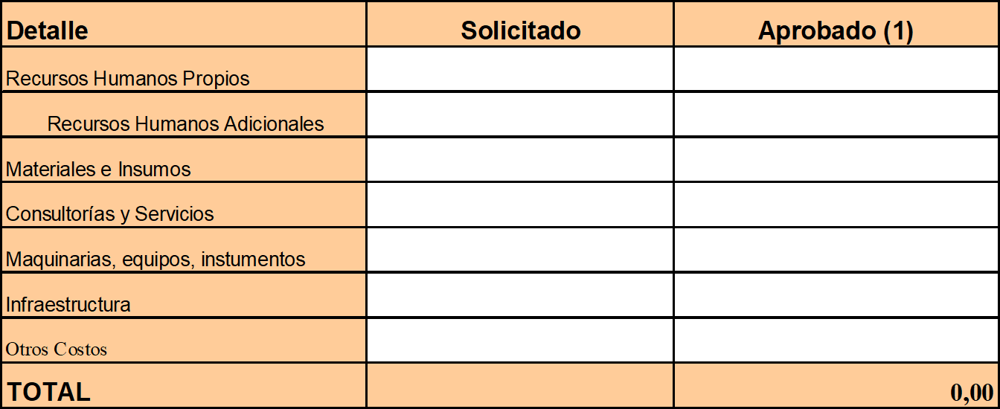 Detalle Solicitado Aprobado (1)
Recursos Humanos Propios
Recursos Humanos Adicionales
Materiales e Insumos
Consultorías y Servicios
Maquinarias, equipos, instumentos
Infraestructura
Otros Costos
TOTAL 0,00